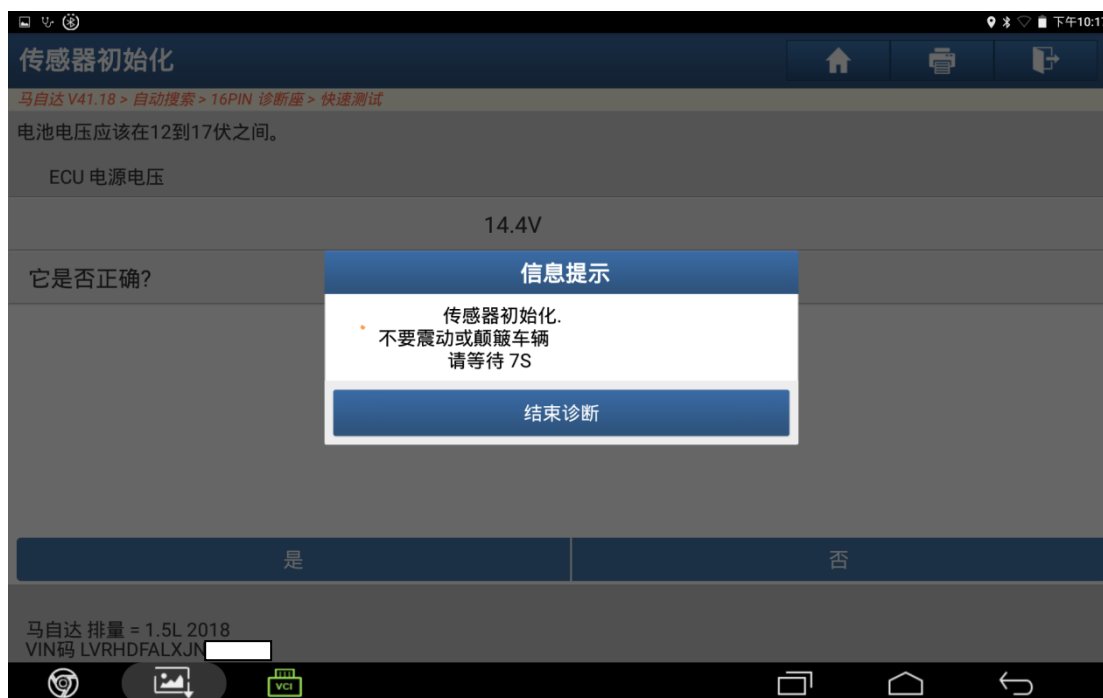 下午10:17
传感器初始化
马自达 V41.18 > 自动搜索 > 16PIN 诊断座 > 快速测试
电池电压应该在12到17伏之间。
ECU 电源电压
14.4V
它是否正确?
信息提示
传感器初始化.
不要震动或颠簸车辆
请等待 7S
结束诊断
是
否
马自达 排量 = 1.5L 2018
VIN码 LVRHDFALXJN
VCI